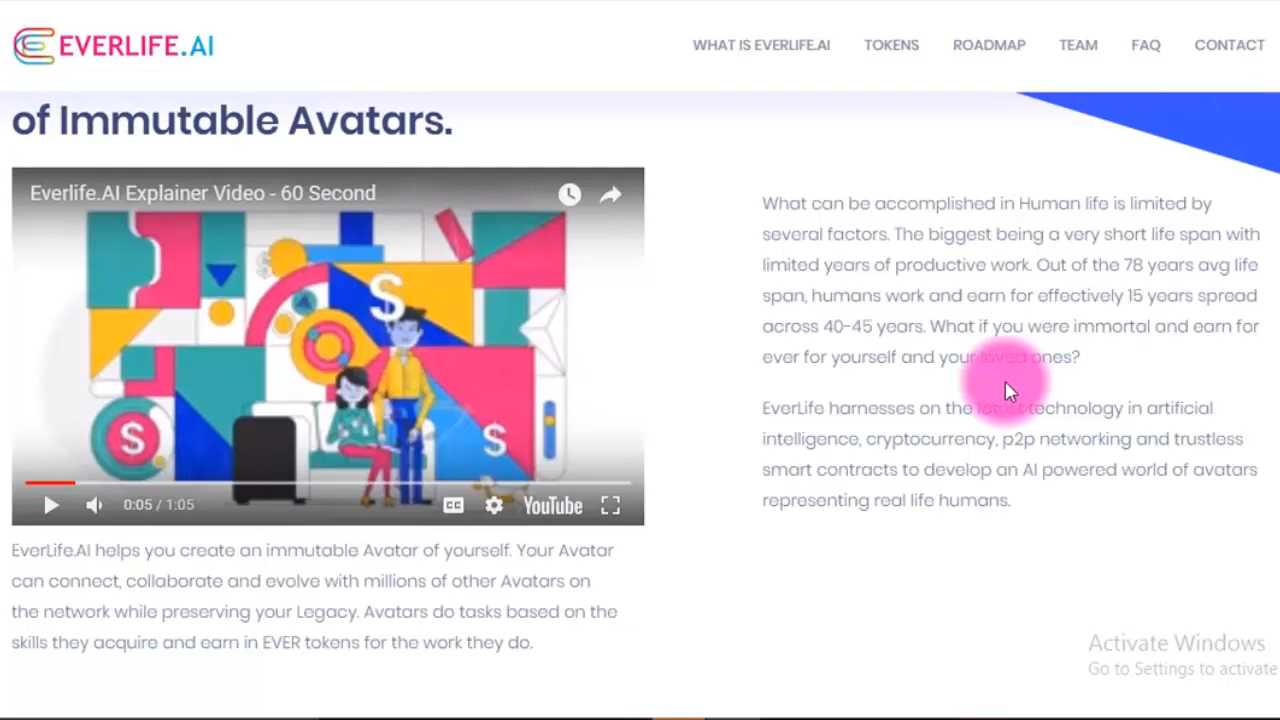 EVERLIFE.AI
WHAT IS EVERLIFE.AI TOKENS ROADMAP TEAM FAQ CONTACT
of Immutable Avatars.
Everlife.AI Explainer Video - 60 Second
$
$
$
$
0:05 / 1:05
CC
YouTube
EverLife.AI helps you create an immutable Avatar of yourself. Your Avatar
can connect, collaborate and evolve with millions of other Avatars on
the network while preserving your Legacy. Avatars do tasks based on the
skills they acquire and earn in EVER tokens for the work they do.
What can be accomplished in Human life is limited by
several factors. The biggest being a very short life span with
limited years of productive work. Out of the 78 years avg life
span, humans work and earn for effectively 15 years spread
across 40-45 years. What if you were immortal and earn for
ever for yourself and your loved ones?
EverLife harnesses on the latest technology in artificial
intelligence, cryptocurrency, p2p networking and trustless
smart contracts to develop an AI powered world of avatars
representing real life humans.
Activate Windows
Go to Settings to activate